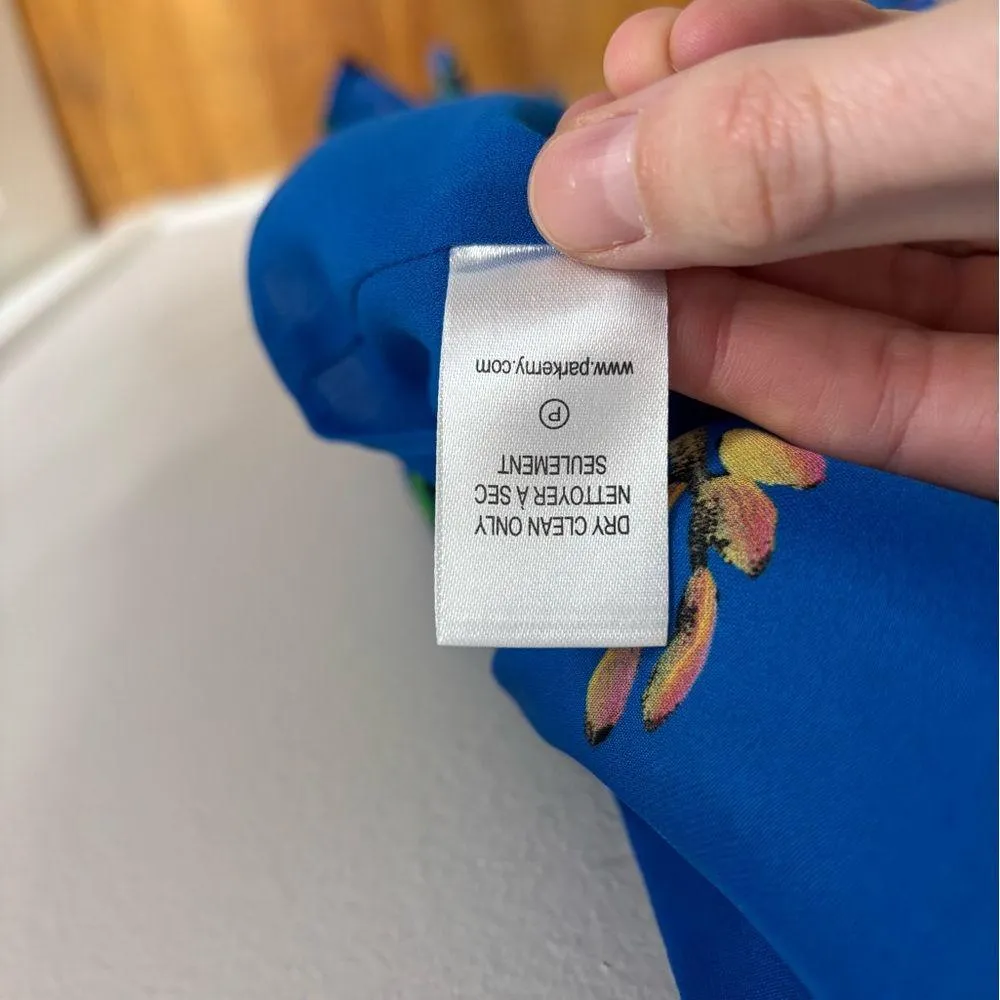 DRY CLEAN ONLY
NETTOYER À SEC
SEULEMENT
P
www.parkerny.com